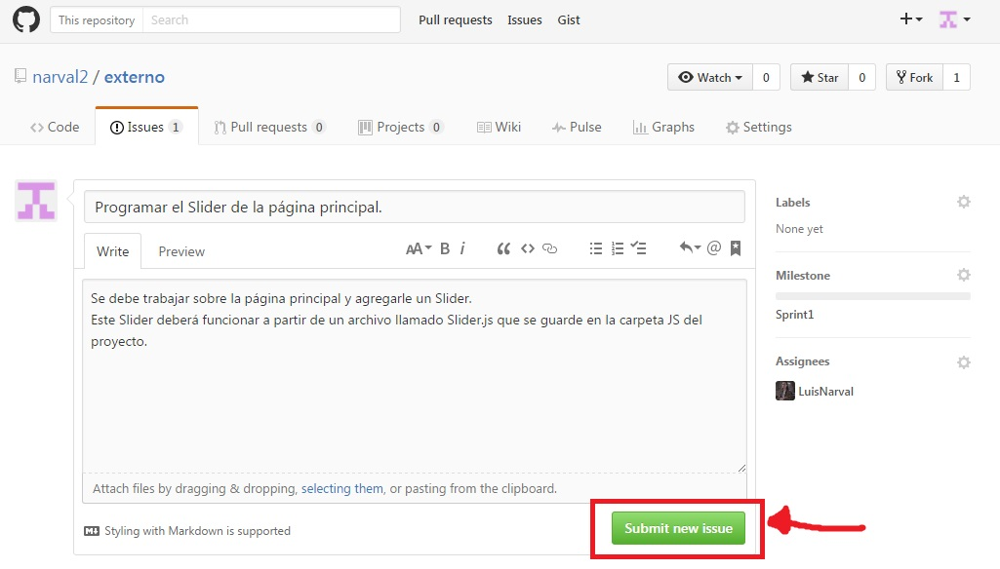 This repository Search Pull requests Issues Gist
narval2 / externo Watch 0 Star 0 Fork 1
Code Issues 1 Pull requests 0 Projects 0 Wiki Pulse Graphs Settings
Programar el Slider de la página principal.
Write Preview AA B i
Se debe trabajar sobre la página principal y agregarle un Slider.
Este Slider deberá funcionar a partir de un archivo llamado Slider.js que se guarde en la carpeta JS del
proyecto.
Attach files by dragging & dropping, selecting them, or pasting from the clipboard.
Styling with Markdown is supported
Submit new issue
Labels
None yet
Milestone
Sprint1
Assignees
LuisNarval